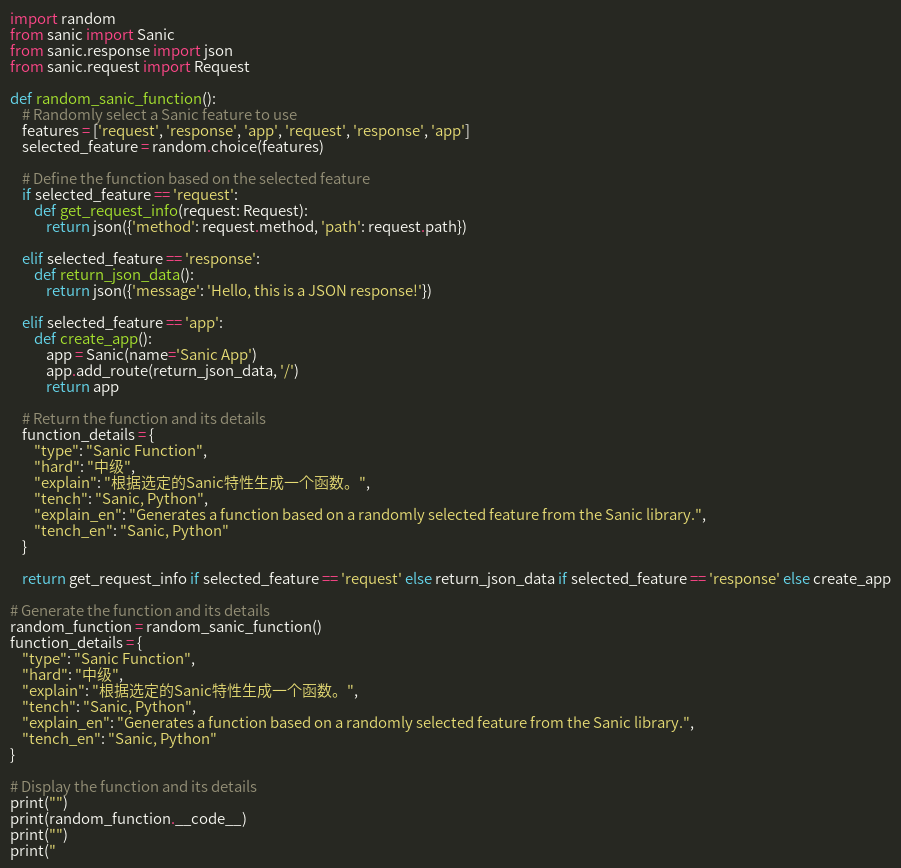 import random
from sanic import Sanic
from sanic.response import json
from sanic.request import Request

def random_sanic_function():
    # Randomly select a Sanic feature to use
    features = ['request', 'response', 'app', 'request', 'response', 'app']
    selected_feature = random.choice(features)

    # Define the function based on the selected feature
    if selected_feature == 'request':
        def get_request_info(request: Request):
            return json({'method': request.method, 'path': request.path})

    elif selected_feature == 'response':
        def return_json_data():
            return json({'message': 'Hello, this is a JSON response!'})

    elif selected_feature == 'app':
        def create_app():
            app = Sanic(name='Sanic App')
            app.add_route(return_json_data, '/')
            return app

    # Return the function and its details
    function_details = {
        "type": "Sanic Function",
        "hard": "中级",
        "explain": "根据选定的Sanic特性生成一个函数。",
        "tench": "Sanic, Python",
        "explain_en": "Generates a function based on a randomly selected feature from the Sanic library.",
        "tench_en": "Sanic, Python"
    }

    return get_request_info if selected_feature == 'request' else return_json_data if selected_feature == 'response' else create_app

# Generate the function and its details
random_function = random_sanic_function()
function_details = {
    "type": "Sanic Function",
    "hard": "中级",
    "explain": "根据选定的Sanic特性生成一个函数。",
    "tench": "Sanic, Python",
    "explain_en": "Generates a function based on a randomly selected feature from the Sanic library.",
    "tench_en": "Sanic, Python"
}

# Display the function and its details
print("")
print(random_function.__code__)
print("")
print("